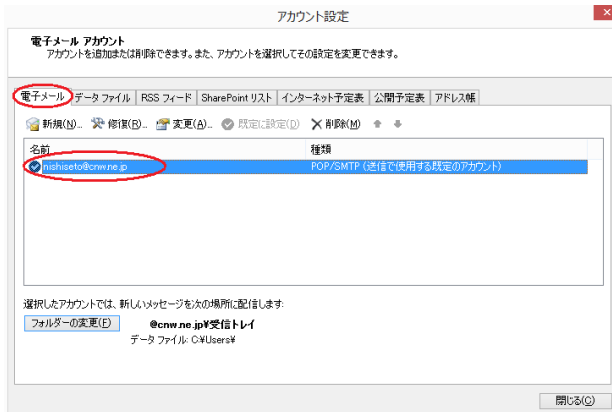 アカウント設定
電子メール アカウント
アカウントを追加または削除できます。また、アカウントを選択してその設定を変更できます。
電子メール データ ファイル RSS フィード SharePoint リスト インターネット予定表 公開予定表 アドレス帳
新規(N)... 修復(R)... 変更(A)... 既定に設定(D) 削除(M)
名前 種類
nishiseto@cnw.ne.jp POP/SMTP (送信で使用する既定のアカウント)
選択したアカウントでは、新しいメッセージを次の場所に配信します:
フォルダーの変更(F) @cnw.ne.jp¥受信トレイ
データ ファイル: C:¥Users¥
閉じる(C)